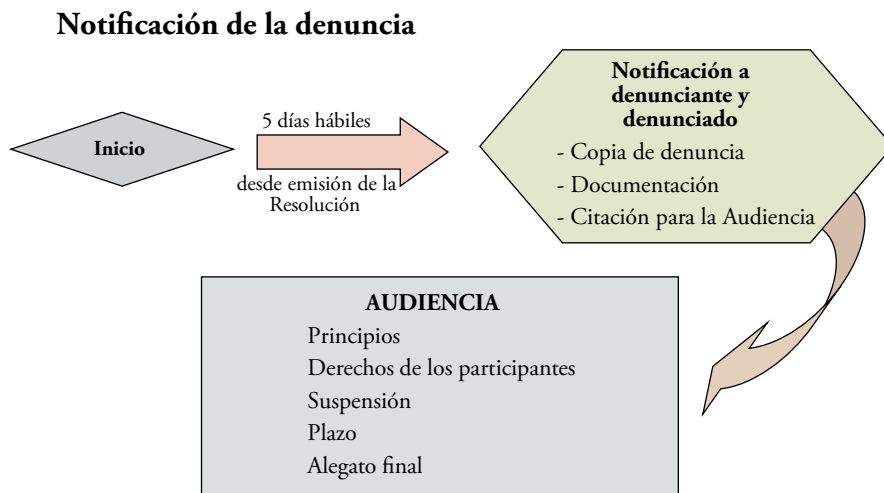 Notificación de la denuncia
Inicio
5 días hábiles
desde emisión de la
Resolución
Notificación a
denunciante y
denunciado
- Copia de denuncia
- Documentación
- Citación para la Audiencia
AUDIENCIA
Principios
Derechos de los participantes
Suspensión
Plazo
Alegato final